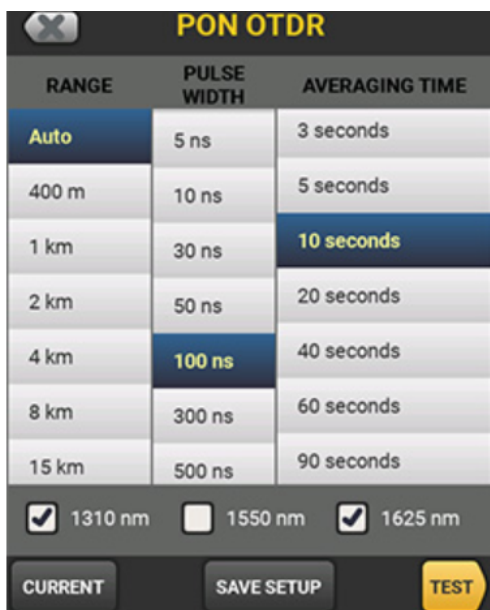 PON OTDR
RANGE
PULSE
WIDTH
AVERAGING TIME
Auto
5 ns
3 seconds
400 m
10 ns
5 seconds
1 km
30 ns
10 seconds
2 km
50 ns
20 seconds
4 km
100 ns
40 seconds
8 km
300 ns
60 seconds
15 km
500 ns
90 seconds
1310 nm
1550 nm
1625 nm
CURRENT
SAVE SETUP
TEST